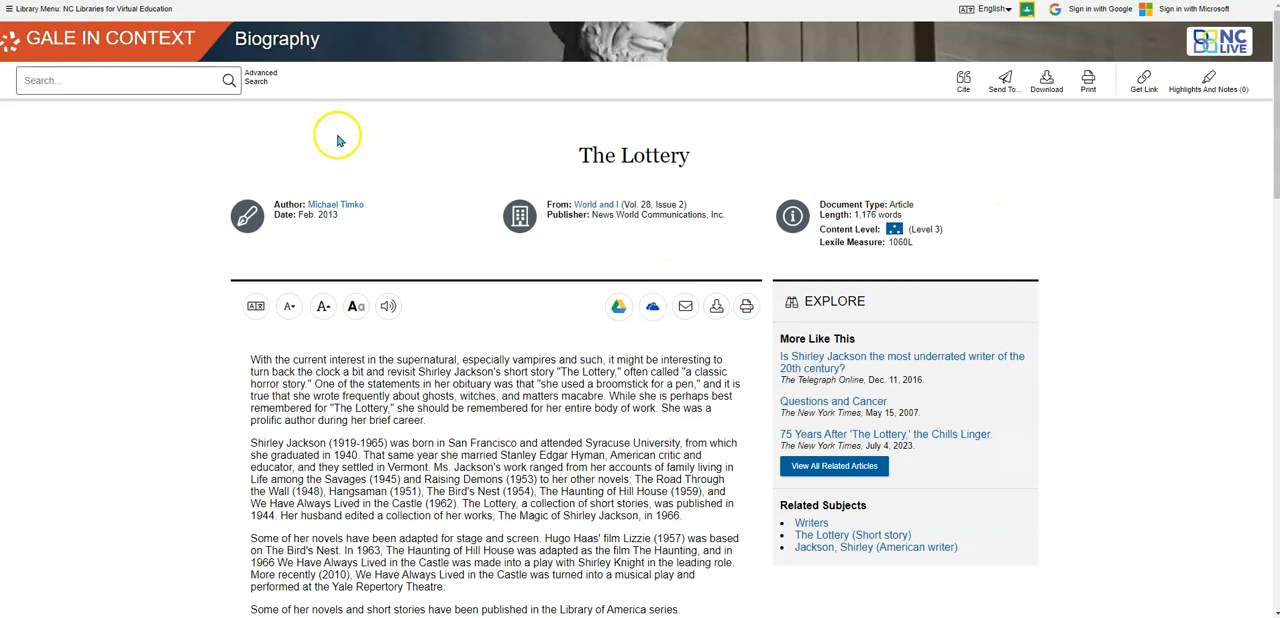 ☰ Library Menu: NC Libraries for Virtual Education
English
Sign in with Google
Sign in with Microsoft
GALE IN CONTEXT
Biography
NC LIVE
Search...
Advanced Search
Cite
Send To...
Download
Print
Get Link
Highlights And Notes (0)
The Lottery
Author: Michael Timko
Date: Feb. 2013
From: World and I (Vol. 28, Issue 2)
Publisher: News World Communications, Inc.
Document Type: Article
Length: 1,176 words
Content Level: (Level 3)
Lexile Measure: 1060L
With the current interest in the supernatural, especially vampires and such, it might be interesting to
turn back the clock a bit and revisit Shirley Jackson's short story "The Lottery," often called "a classic
horror story." One of the statements in her obituary was that "she used a broomstick for a pen," and it is
true that she wrote frequently about ghosts, witches, and matters macabre. While she is perhaps best
remembered for "The Lottery," she should be remembered for her entire body of work. She was a
prolific author during her brief career.
Shirley Jackson (1919-1965) was born in San Francisco and attended Syracuse University, from which
she graduated in 1940. That same year she married Stanley Edgar Hyman, American critic and
educator, and they settled in Vermont. Ms. Jackson's work ranged from her accounts of family living in
Life among the Savages (1945) and Raising Demons (1953) to her other novels: The Road Through
the Wall (1948), Hangsaman (1951), The Bird's Nest (1954), The Haunting of Hill House (1959), and
We Have Always Lived in the Castle (1962). The Lottery, a collection of short stories, was published in
1944. Her husband edited a collection of her works, The Magic of Shirley Jackson, in 1966.
Some of her novels have been adapted for stage and screen. Hugo Haas' film Lizzie (1957) was based
on The Bird's Nest. In 1963, The Haunting of Hill House was adapted as the film The Haunting, and in
1966 We Have Always Lived in the Castle was made into a play with Shirley Knight in the leading role.
More recently (2010), We Have Always Lived in the Castle was turned into a musical play and
performed at the Yale Repertory Theatre.
Some of her novels and short stories have been published in the Library of America series.
EXPLORE
More Like This
Is Shirley Jackson the most underrated writer of the
20th century?
The Telegraph Online, Dec. 11, 2016.
Questions and Cancer
The New York Times, May 15, 2007.
75 Years After 'The Lottery,' the Chills Linger.
The New York Times, July 4, 2023.
View All Related Articles
Related Subjects
• Writers
• The Lottery (Short story)
• Jackson, Shirley (American writer)